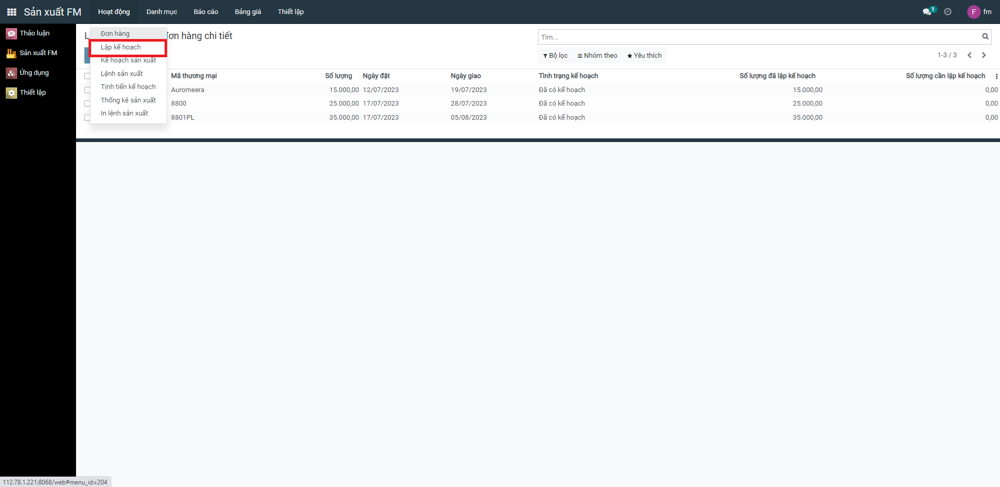 Sản xuất FM Hoạt động Danh mục Báo cáo Bảng giá Thiết lập 1 F fm
Thảo luận
Sản xuất FM
Ứng dụng
Thiết lập
Đơn hàng
Lập kế hoạch
Kế hoạch sản xuất
Lệnh sản xuất
Tịnh tiến kế hoạch
Thống kê sản xuất
In lệnh sản xuất
L đơn hàng chi tiết
Tìm...
Bộ lọc Nhóm theo Yêu thích 1-3 / 3
Mã thương mại Số lượng Ngày đặt Ngày giao Tình trạng kế hoạch Số lượng đã lập kế hoạch Số lượng cần lập kế hoạch
Auromeera 15.000,00 12/07/2023 19/07/2023 Đã có kế hoạch 15.000,00 0,00
8800 25.000,00 17/07/2023 28/07/2023 Đã có kế hoạch 25.000,00 0,00
8801PL 35.000,00 17/07/2023 05/08/2023 Đã có kế hoạch 35.000,00 0,00
112.78.1.221:8068/web#menu_id=204